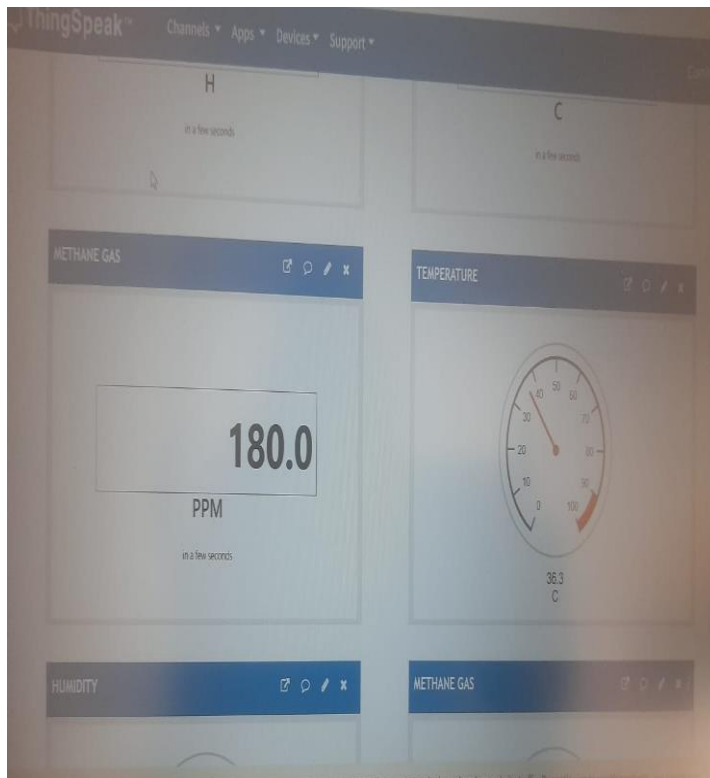 ThingSpeak™ Channels Apps Devices Support
H
in a few seconds
C
in a few seconds
METHANE GAS
180.0
PPM
in a few seconds
TEMPERATURE
0 10 20 30 40 50 60 70 80 90 100
36.3
C
HUMIDITY
METHANE GAS